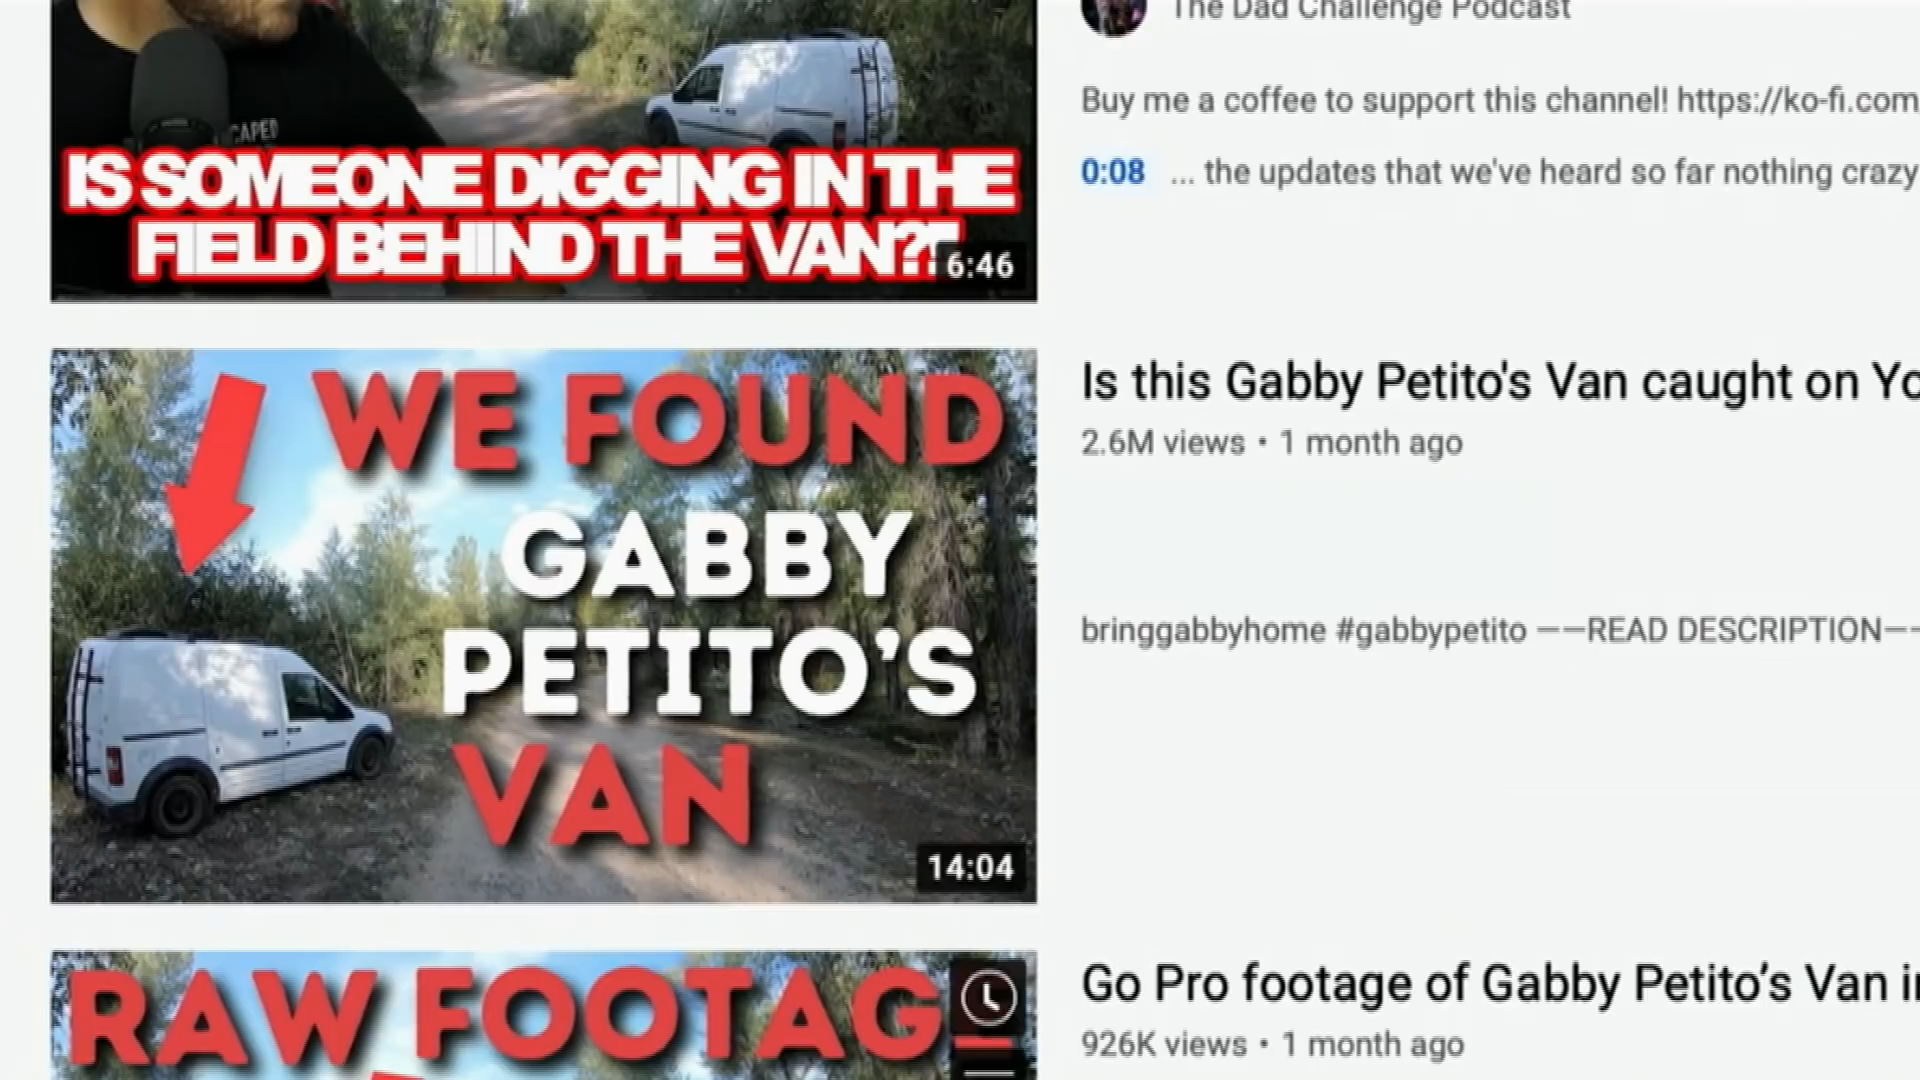 The Dad Challenge Podcast
CAPED
Buy me a coffee to support this channel! https://ko-fi.com
0:08 ... the updates that we've heard so far nothing crazy
IS SOMEONE DIGGING IN THE
FIELD BEHIND THE VAN?!
6:46
WE FOUND
GABBY
PETITO'S
VAN
14:04
Is this Gabby Petito's Van caught on Yo
2.6M views • 1 month ago
bringgabbyhome #gabbypetito ——READ DESCRIPTION——
RAW FOOTAG
Go Pro footage of Gabby Petito's Van in
926K views • 1 month ago